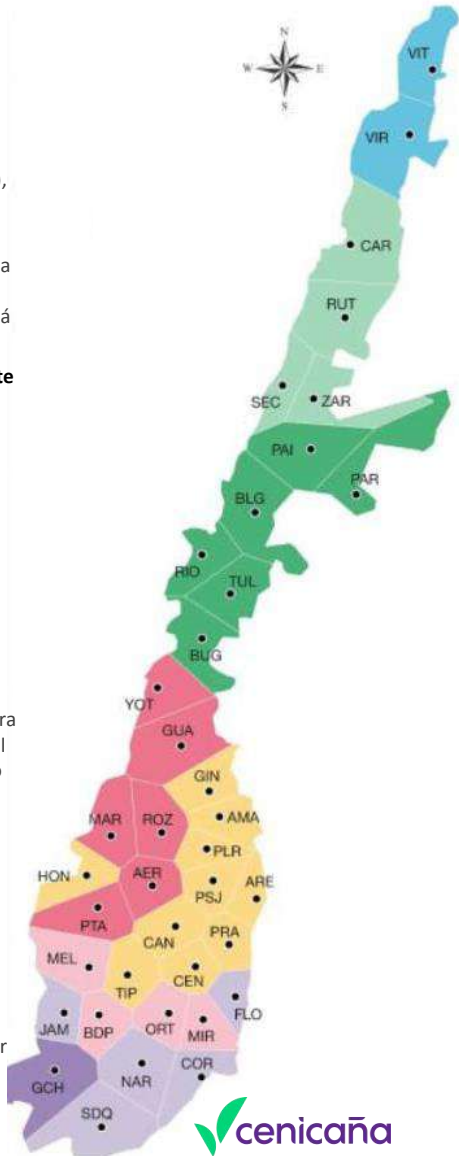 N
W E
S
VIT
VIR
,
CAR
a
RUT
á
te
SEC
ZAR
PAI
PAR
BLG
RIO
TUL
BUG
YOT
ra
GUA
l
GIN
MAR
ROZ
AMA
PLR
HON
AER
PSJ
ARE
PTA
CAN
PRA
MEL
CEN
TIP
FLO
JAM
BDP
ORT
MIR
r
GCH
NAR
COR
SDQ
cenicaña